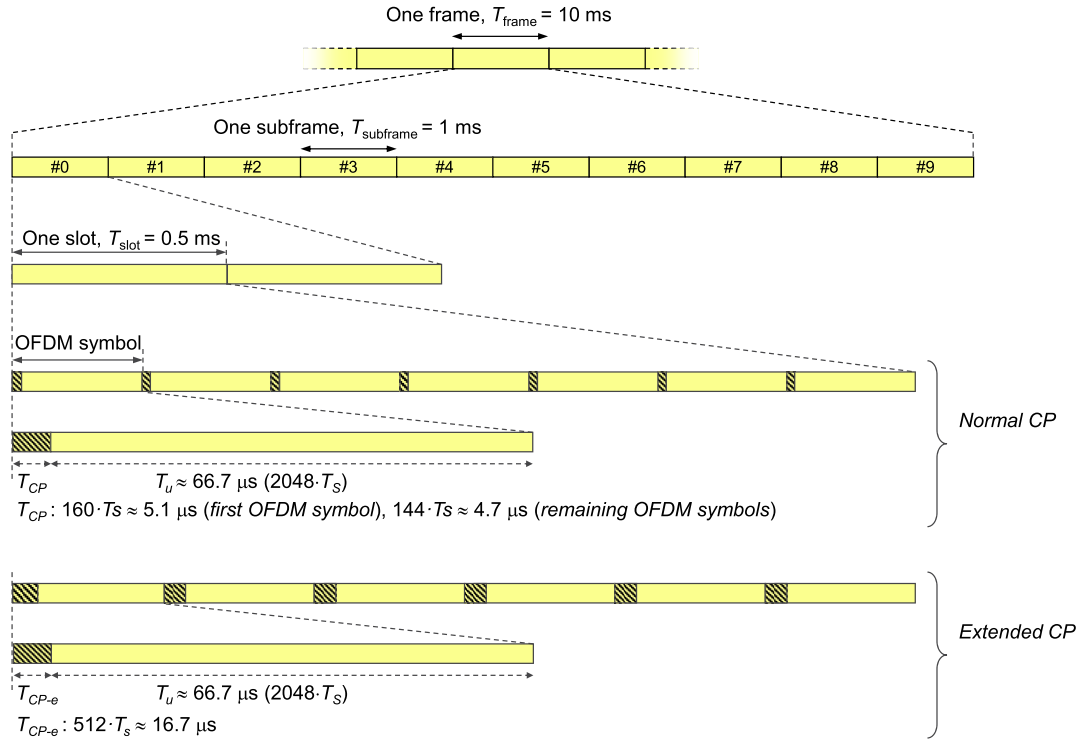 One frame, Tframe = 10 ms
One subframe, Tsubframe = 1 ms
#0 #1 #2 #3 #4 #5 #6 #7 #8 #9
One slot, Tslot = 0.5 ms
OFDM symbol
Normal CP
TCP Tu ≈ 66.7 μs (2048·TS)
TCP : 160·Ts ≈ 5.1 μs (first OFDM symbol), 144·Ts ≈ 4.7 μs (remaining OFDM symbols)
Extended CP
TCP-e Tu ≈ 66.7 μs (2048·TS)
TCP-e : 512·Ts ≈ 16.7 μs